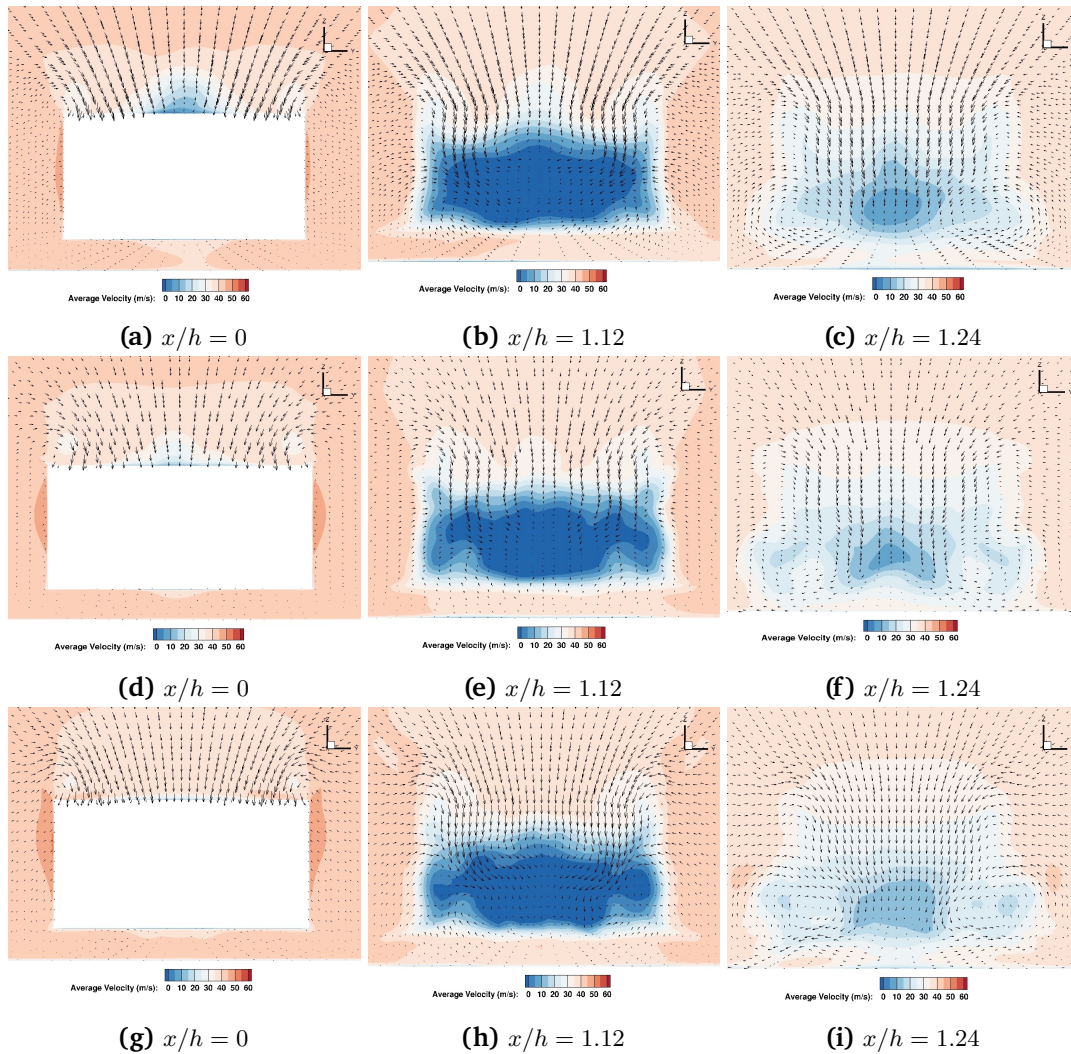 Z
Y
Z
Y
Z
Average Velocity (m/s): 0 10 20 30 40 50 60
Average Velocity (m/s): 0 10 20 30 40 50 60
Average Velocity (m/s): 0 10 20 30 40 50 60
(a) x/h = 0
(b) x/h = 1.12
(c) x/h = 1.24
Z
Y
Z
Y
Z
Average Velocity (m/s): 0 10 20 30 40 50 60
Average Velocity (m/s): 0 10 20 30 40 50 60
Average Velocity (m/s): 0 10 20 30 40 50 60
(d) x/h = 0
(e) x/h = 1.12
(f) x/h = 1.24
Z
Y
Z
Y
Z
Average Velocity (m/s): 0 10 20 30 40 50 60
Average Velocity (m/s): 0 10 20 30 40 50 60
Average Velocity (m/s): 0 10 20 30 40 50 60
(g) x/h = 0
(h) x/h = 1.12
(i) x/h = 1.24